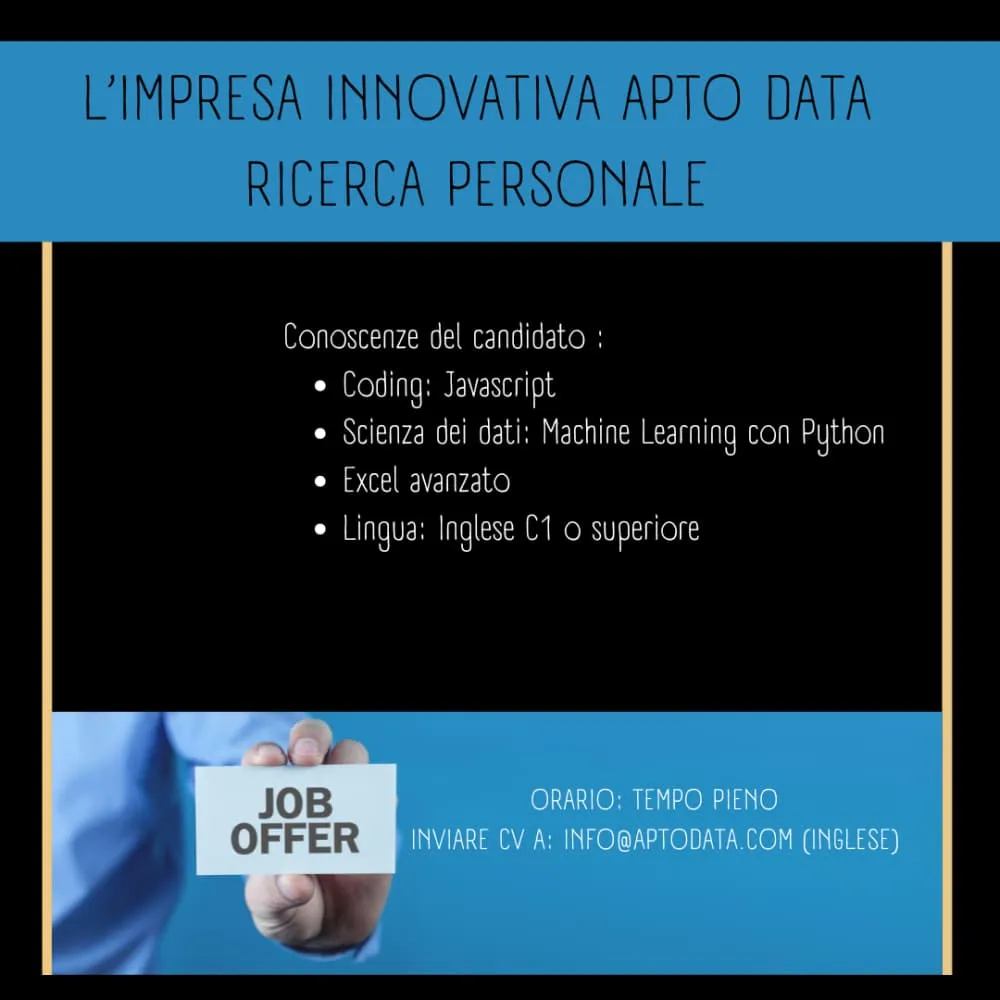 L'IMPRESA INNOVATIVA APTO DATA
RICERCA PERSONALE
Conoscenze del candidato :
• Coding: Javascript
• Scienza dei dati: Machine Learning con Python
• Excel avanzato
• Lingua: Inglese C1 o superiore
JOB
OFFER
ORARIO: TEMPO PIENO
INVIARE CV A: INFO@APTODATA.COM (INGLESE)